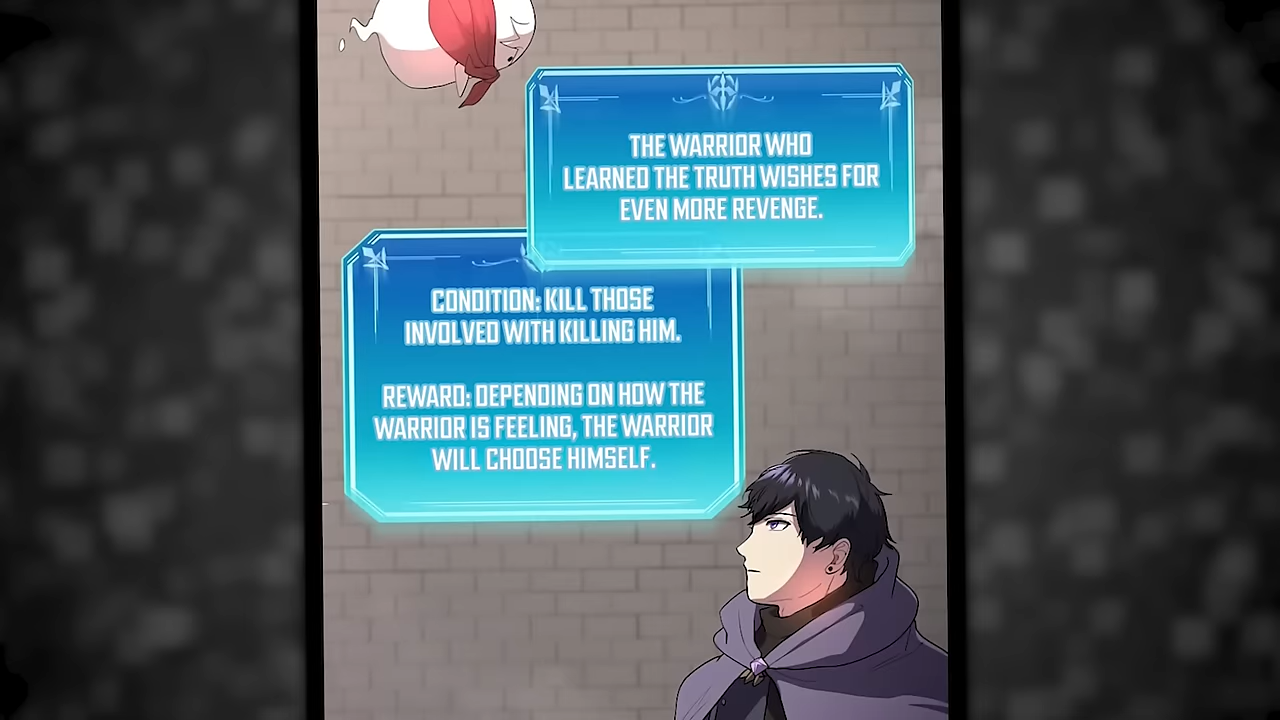 THE WARRIOR WHO
LEARNED THE TRUTH WISHES FOR
EVEN MORE REVENGE.
CONDITION: KILL THOSE
INVOLVED WITH KILLING HIM.
REWARD: DEPENDING ON HOW THE
WARRIOR IS FEELING, THE WARRIOR
WILL CHOOSE HIMSELF.